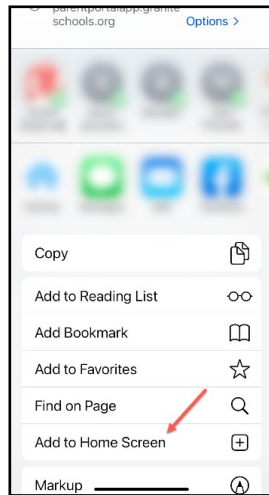 parentportalapp.granite
schools.org
Options >
Copy
Add to Reading List
Add Bookmark
Add to Favorites
Find on Page
Add to Home Screen
Markup